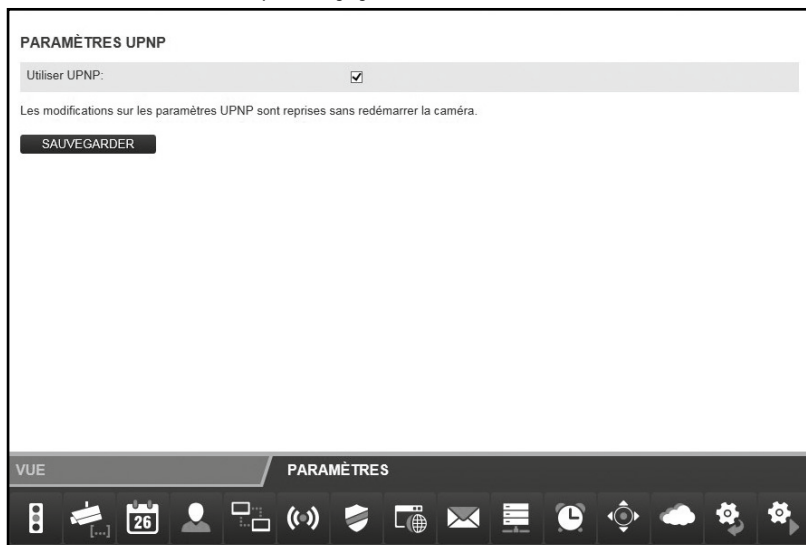 PARAMÈTRES UPNP
Utiliser UPNP:
Les modifications sur les paramètres UPNP sont reprises sans redémarrer la caméra.
SAUVEGARDER
VUE
PARAMÈTRES
[...]
26